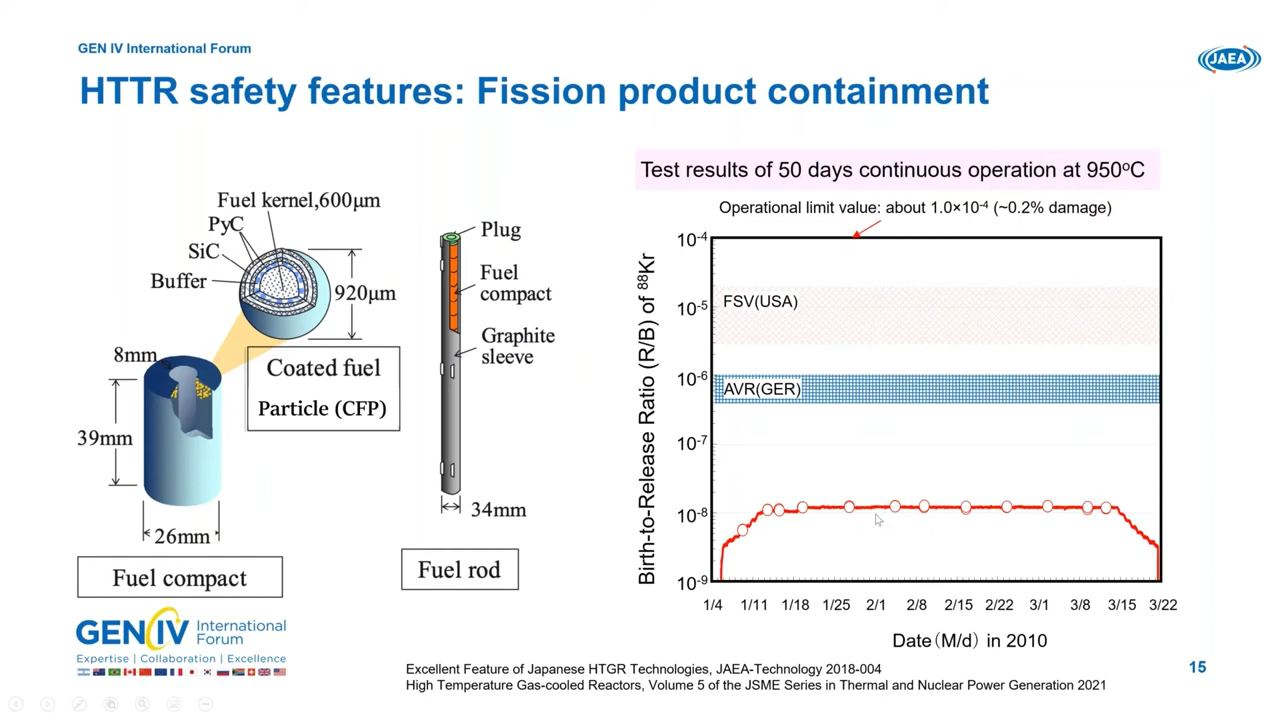 GEN IV International Forum
JAEA
HTTR safety features: Fission product containment
Fuel kernel,600μm
PyC
SiC
Buffer
920μm
8mm
Coated fuel
Particle (CFP)
39mm
26mm
Fuel compact
Plug
Fuel
compact
Graphite
sleeve
34mm
Fuel rod
Test results of 50 days continuous operation at 950°C
Operational limit value: about 1.0×10⁻⁴ (~0.2% damage)
Birth-to-Release Ratio (R/B) of ⁸⁸Kr
10⁻⁴
10⁻⁵
10⁻⁶
10⁻⁷
10⁻⁸
10⁻⁹
FSV(USA)
AVR(GER)
1/4 1/11 1/18 1/25 2/1 2/8 2/15 2/22 3/1 3/8 3/15 3/22
Date(M/d) in 2010
GENIV International
Forum
Expertise | Collaboration | Excellence
Excellent Feature of Japanese HTGR Technologies, JAEA-Technology 2018-004
High Temperature Gas-cooled Reactors, Volume 5 of the JSME Series in Thermal and Nuclear Power Generation 2021
15